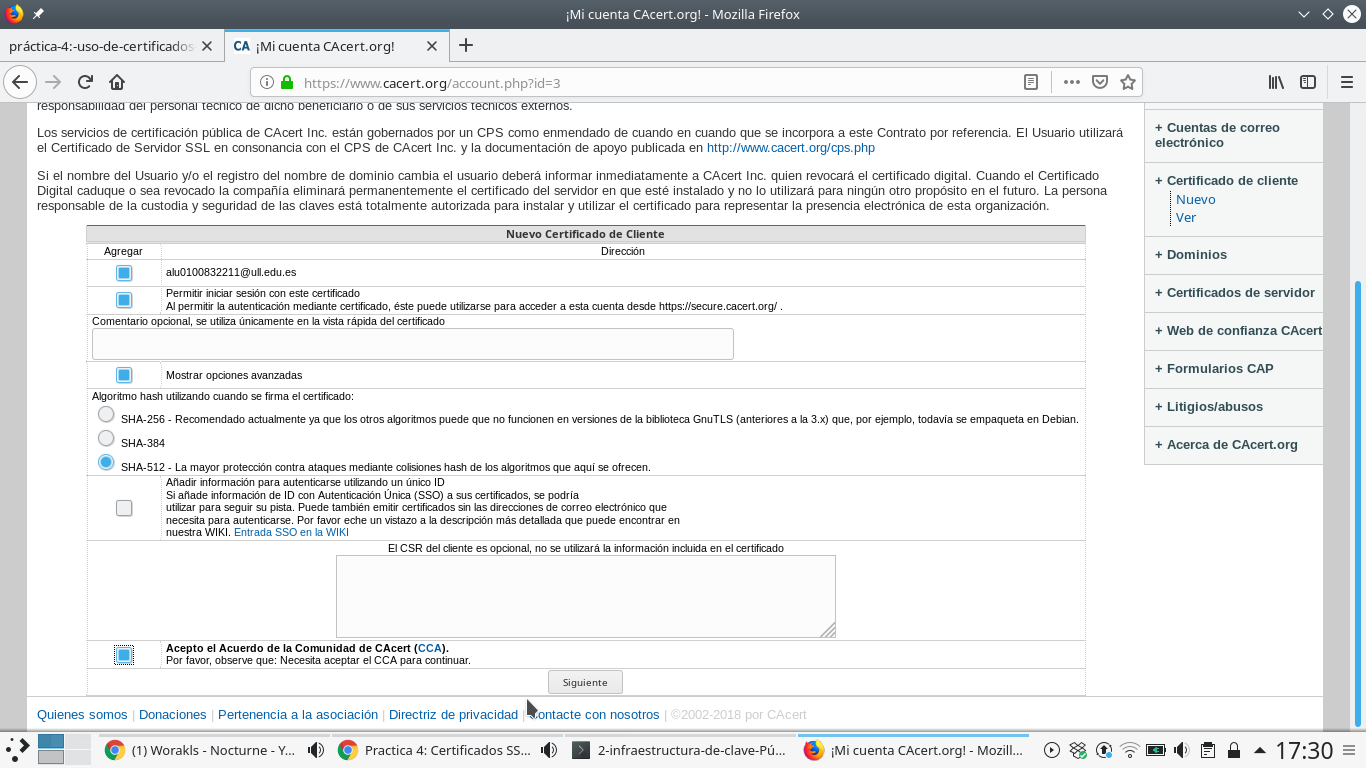 ¡Mi cuenta CAcert.org! - Mozilla Firefox
práctica-4:-uso-de-certificados
CA ¡Mi cuenta CAcert.org!
https://www.cacert.org/account.php?id=3
responsabilidad del personal técnico de dicho beneficiario o de sus servicios técnicos externos.
Los servicios de certificación pública de CAcert Inc. están gobernados por un CPS como enmendado de cuando en cuando que se incorpora a este Contrato por referencia. El Usuario utilizará
el Certificado de Servidor SSL en consonancia con el CPS de CAcert Inc. y la documentación de apoyo publicada en http://www.cacert.org/cps.php
Si el nombre del Usuario y/o el registro del nombre de dominio cambia el usuario deberá informar inmediatamente a CAcert Inc. quien revocará el certificado digital. Cuando el Certificado
Digital caduque o sea revocado la compañía eliminará permanentemente el certificado del servidor en que esté instalado y no lo utilizará para ningún otro propósito en el futuro. La persona
responsable de la custodia y seguridad de las claves está totalmente autorizada para instalar y utilizar el certificado para representar la presencia electrónica de esta organización.
Nuevo Certificado de Cliente
Agregar Dirección
alu0100832211@ull.edu.es
Permitir iniciar sesión con este certificado
Al permitir la autenticación mediante certificado, éste puede utilizarse para acceder a esta cuenta desde https://secure.cacert.org/ .
Comentario opcional, se utiliza únicamente en la vista rápida del certificado
Mostrar opciones avanzadas
Algoritmo hash utilizando cuando se firma el certificado:
SHA-256 - Recomendado actualmente ya que los otros algoritmos puede que no funcionen en versiones de la biblioteca GnuTLS (anteriores a la 3.x) que, por ejemplo, todavía se empaqueta en Debian.
SHA-384
SHA-512 - La mayor protección contra ataques mediante colisiones hash de los algoritmos que aquí se ofrecen.
Añadir información para autenticarse utilizando un único ID
Si añade información de ID con Autenticación Única (SSO) a sus certificados, se podría
utilizar para seguir su pista. Puede también emitir certificados sin las direcciones de correo electrónico que
necesita para autenticarse. Por favor eche un vistazo a la descripción más detallada que puede encontrar en
nuestra WIKI. Entrada SSO en la WIKI
El CSR del cliente es opcional, no se utilizará la información incluida en el certificado
Acepto el Acuerdo de la Comunidad de CAcert (CCA).
Por favor, observe que: Necesita aceptar el CCA para continuar.
Siguiente
+ Cuentas de correo
electrónico
+ Certificado de cliente
Nuevo
Ver
+ Dominios
+ Certificados de servidor
+ Web de confianza CAcert
+ Formularios CAP
+ Litigios/abusos
+ Acerca de CAcert.org
Quienes somos | Donaciones | Pertenencia a la asociación | Directriz de privacidad | Contacte con nosotros | ©2002-2018 por CAcert
(1) Worakls - Nocturne - Y...
Practica 4: Certificados SS...
2-infraestructura-de-clave-Pú...
¡Mi cuenta CAcert.org! - Mozill...
17:30